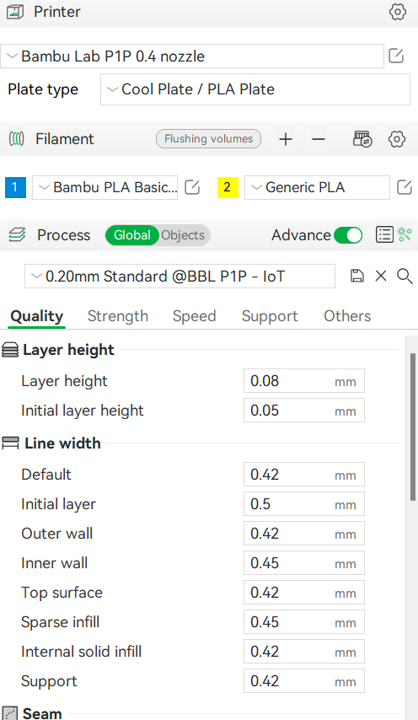 Printer
Bambu Lab P1P 0.4 nozzle
Plate type Cool Plate / PLA Plate
Filament Flushing volumes
1 Bambu PLA Basic... 2 Generic PLA
Process Global Objects Advance
0.20mm Standard @BBL P1P - IoT
Quality Strength Speed Support Others
Layer height
Layer height 0.08 mm
Initial layer height 0.05 mm
Line width
Default 0.42 mm
Initial layer 0.5 mm
Outer wall 0.42 mm
Inner wall 0.45 mm
Top surface 0.42 mm
Sparse infill 0.45 mm
Internal solid infill 0.42 mm
Support 0.42 mm
Seam